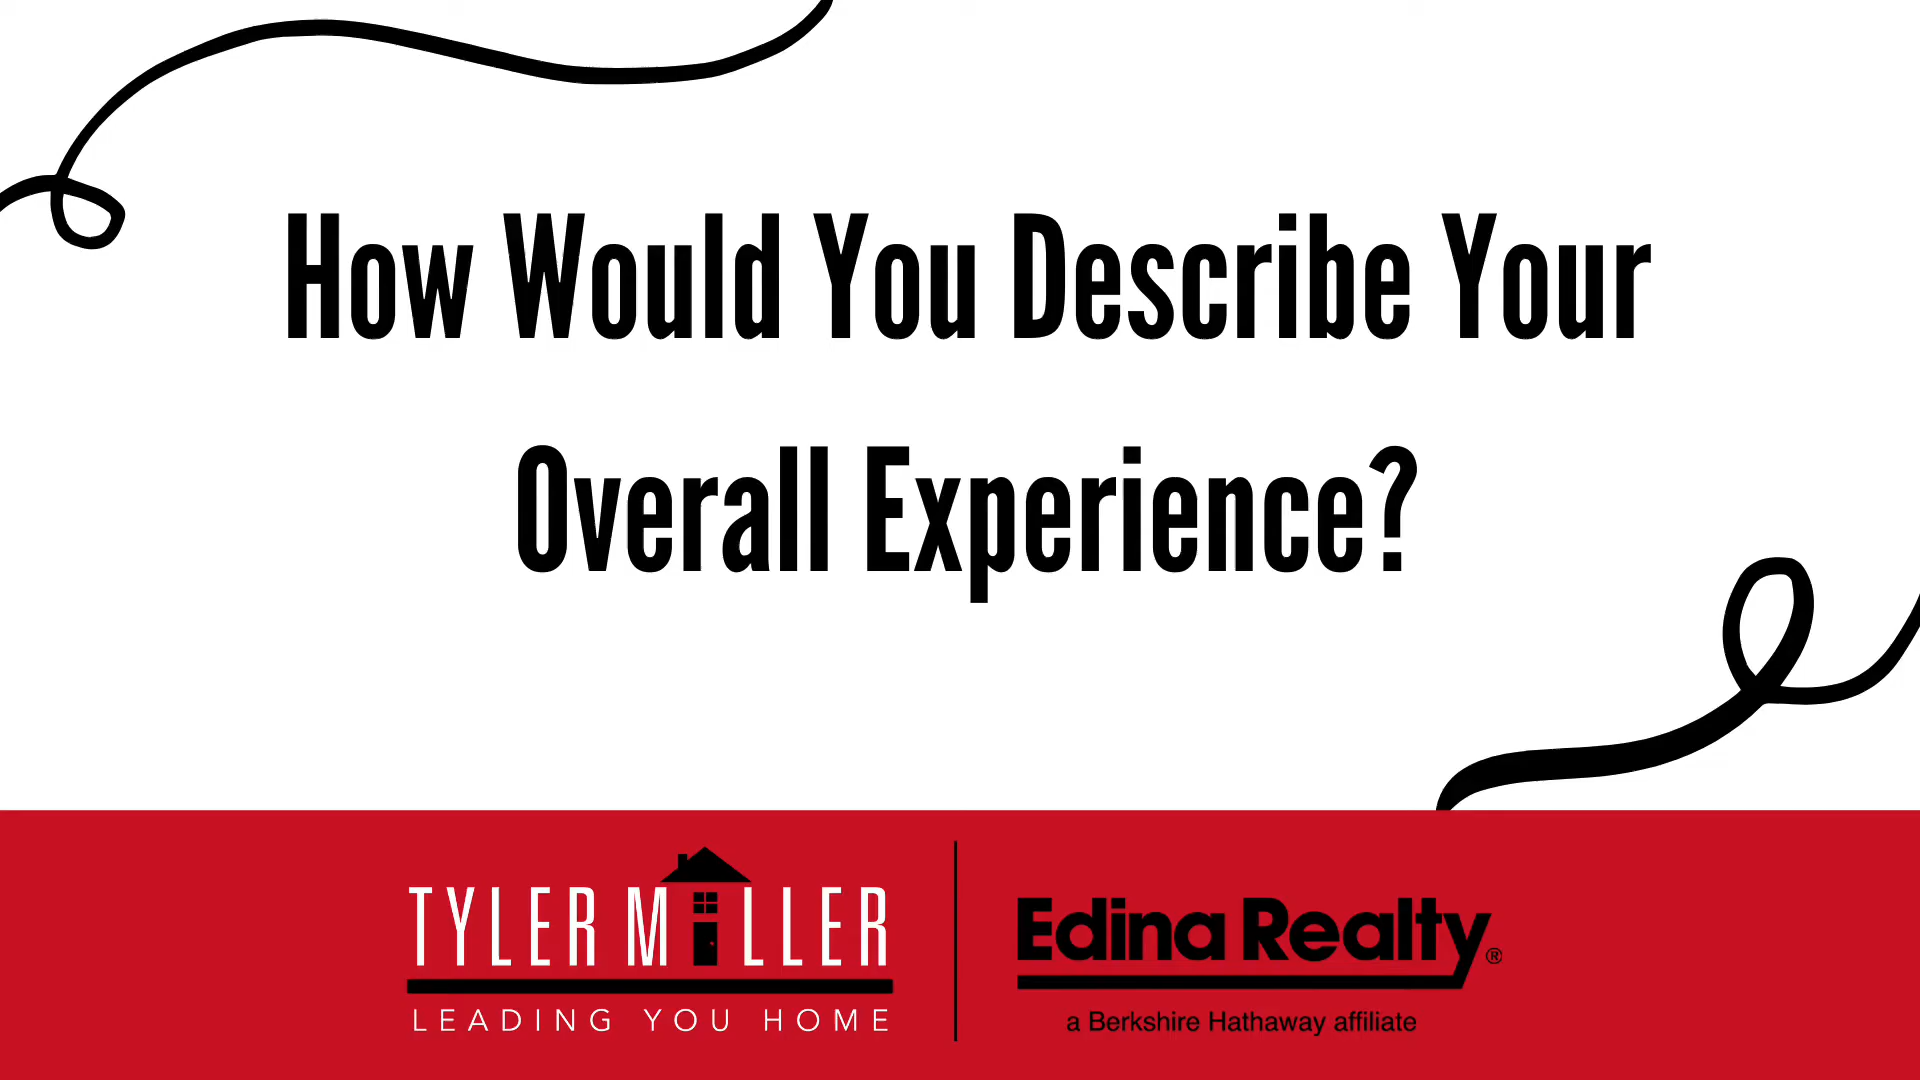 How Would You Describe Your
Overall Experience?
TYLER MILLER
LEADING YOU HOME
Edina Realty®
a Berkshire Hathaway affiliate